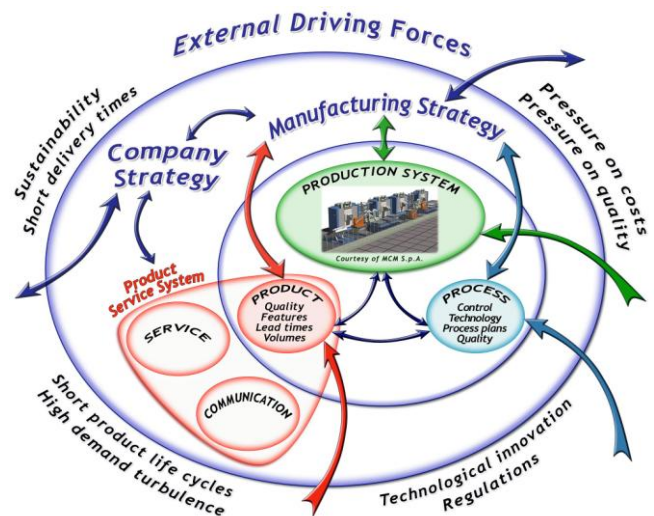 External Driving Forces
Sustainability
Short delivery times
Pressure on costs
Pressure on quality
Manufacturing Strategy
Company
Strategy
PRODUCTION SYSTEM
Courtesy of MCM S.p.A.
Product
Service System
SERVICE
COMMUNICATION
PRODUCT
Quality
Features
Lead times
Volumes
PROCESS
Control
Technology
Process plans
Quality
Short product life cycles
High demand turbulence
Technological innovation
Regulations